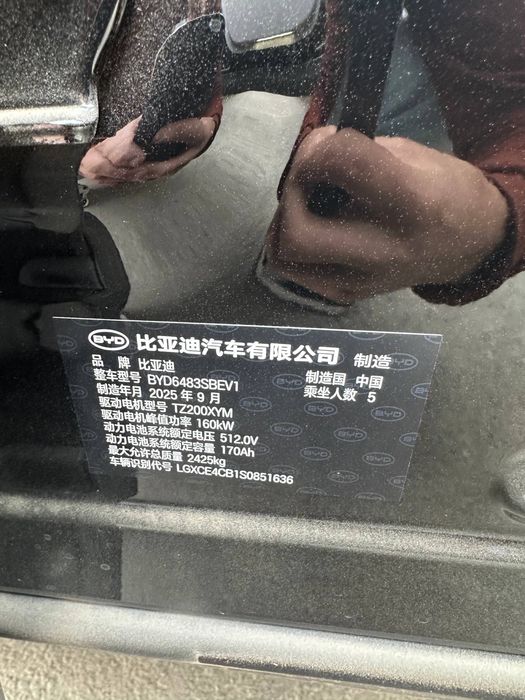 BYD 比亚迪汽车有限公司 制造
品牌 比亚迪 制造国 中国
整车型号 BYD6483SBEV1 乘坐人数 5
制造年月 2025 年 9 月
驱动电机型号 TZ200XYM
驱动电机峰值功率 160kW
动力电池系统额定电压 512.0V
动力电池系统额定容量 170Ah
最大允许总质量 2425kg
车辆识别代号 LGXCE4CB1S0851636